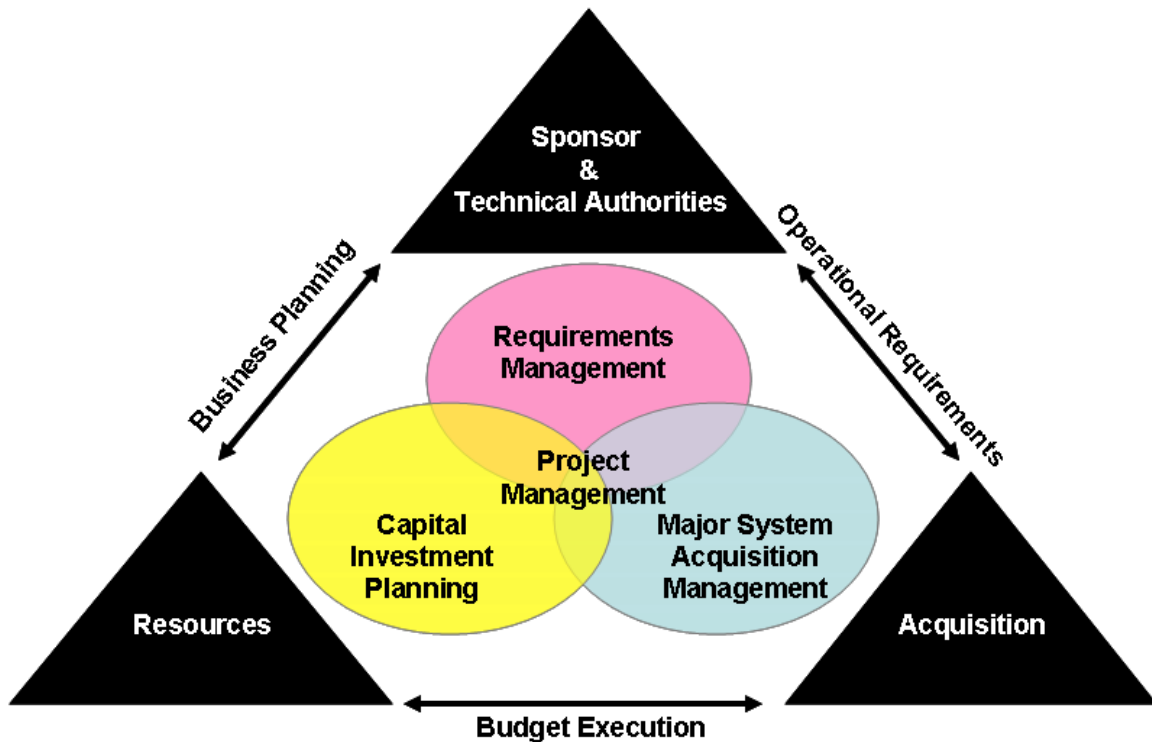 Sponsor
&
Technical Authorities
Business Planning
Operational Requirements
Requirements
Management
Project
Management
Capital
Investment
Planning
Major System
Acquisition
Management
Resources
Acquisition
Budget Execution